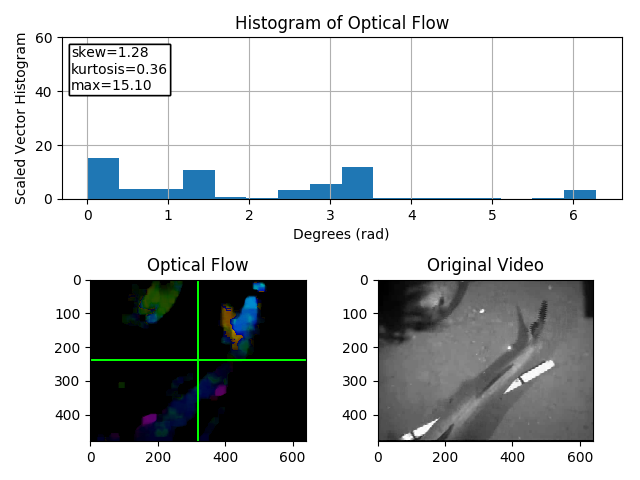 Histogram of Optical Flow
Scaled Vector Histogram
60
40
20
0
skew=1.28
kurtosis=0.36
max=15.10
0 1 2 3 4 5 6
Degrees (rad)
Optical Flow
0
100
200
300
400
0 200 400 600
Original Video
0
100
200
300
400
0 200 400 600